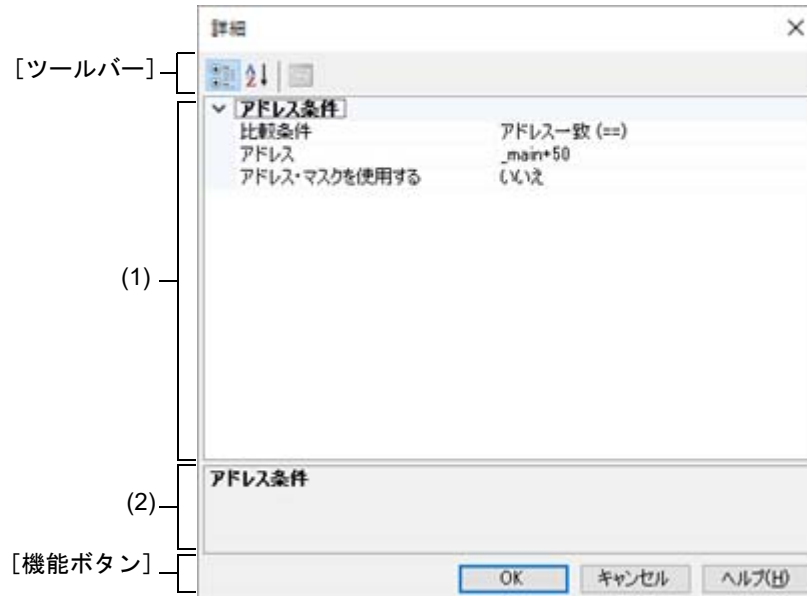 詳細
［ツールバー］
アドレス条件
比較条件 アドレス一致 (==)
アドレス _main+50
アドレス・マスクを使用する いいえ
(1)
アドレス条件
(2)
［機能ボタン］
OK キャンセル ヘルプ(H)